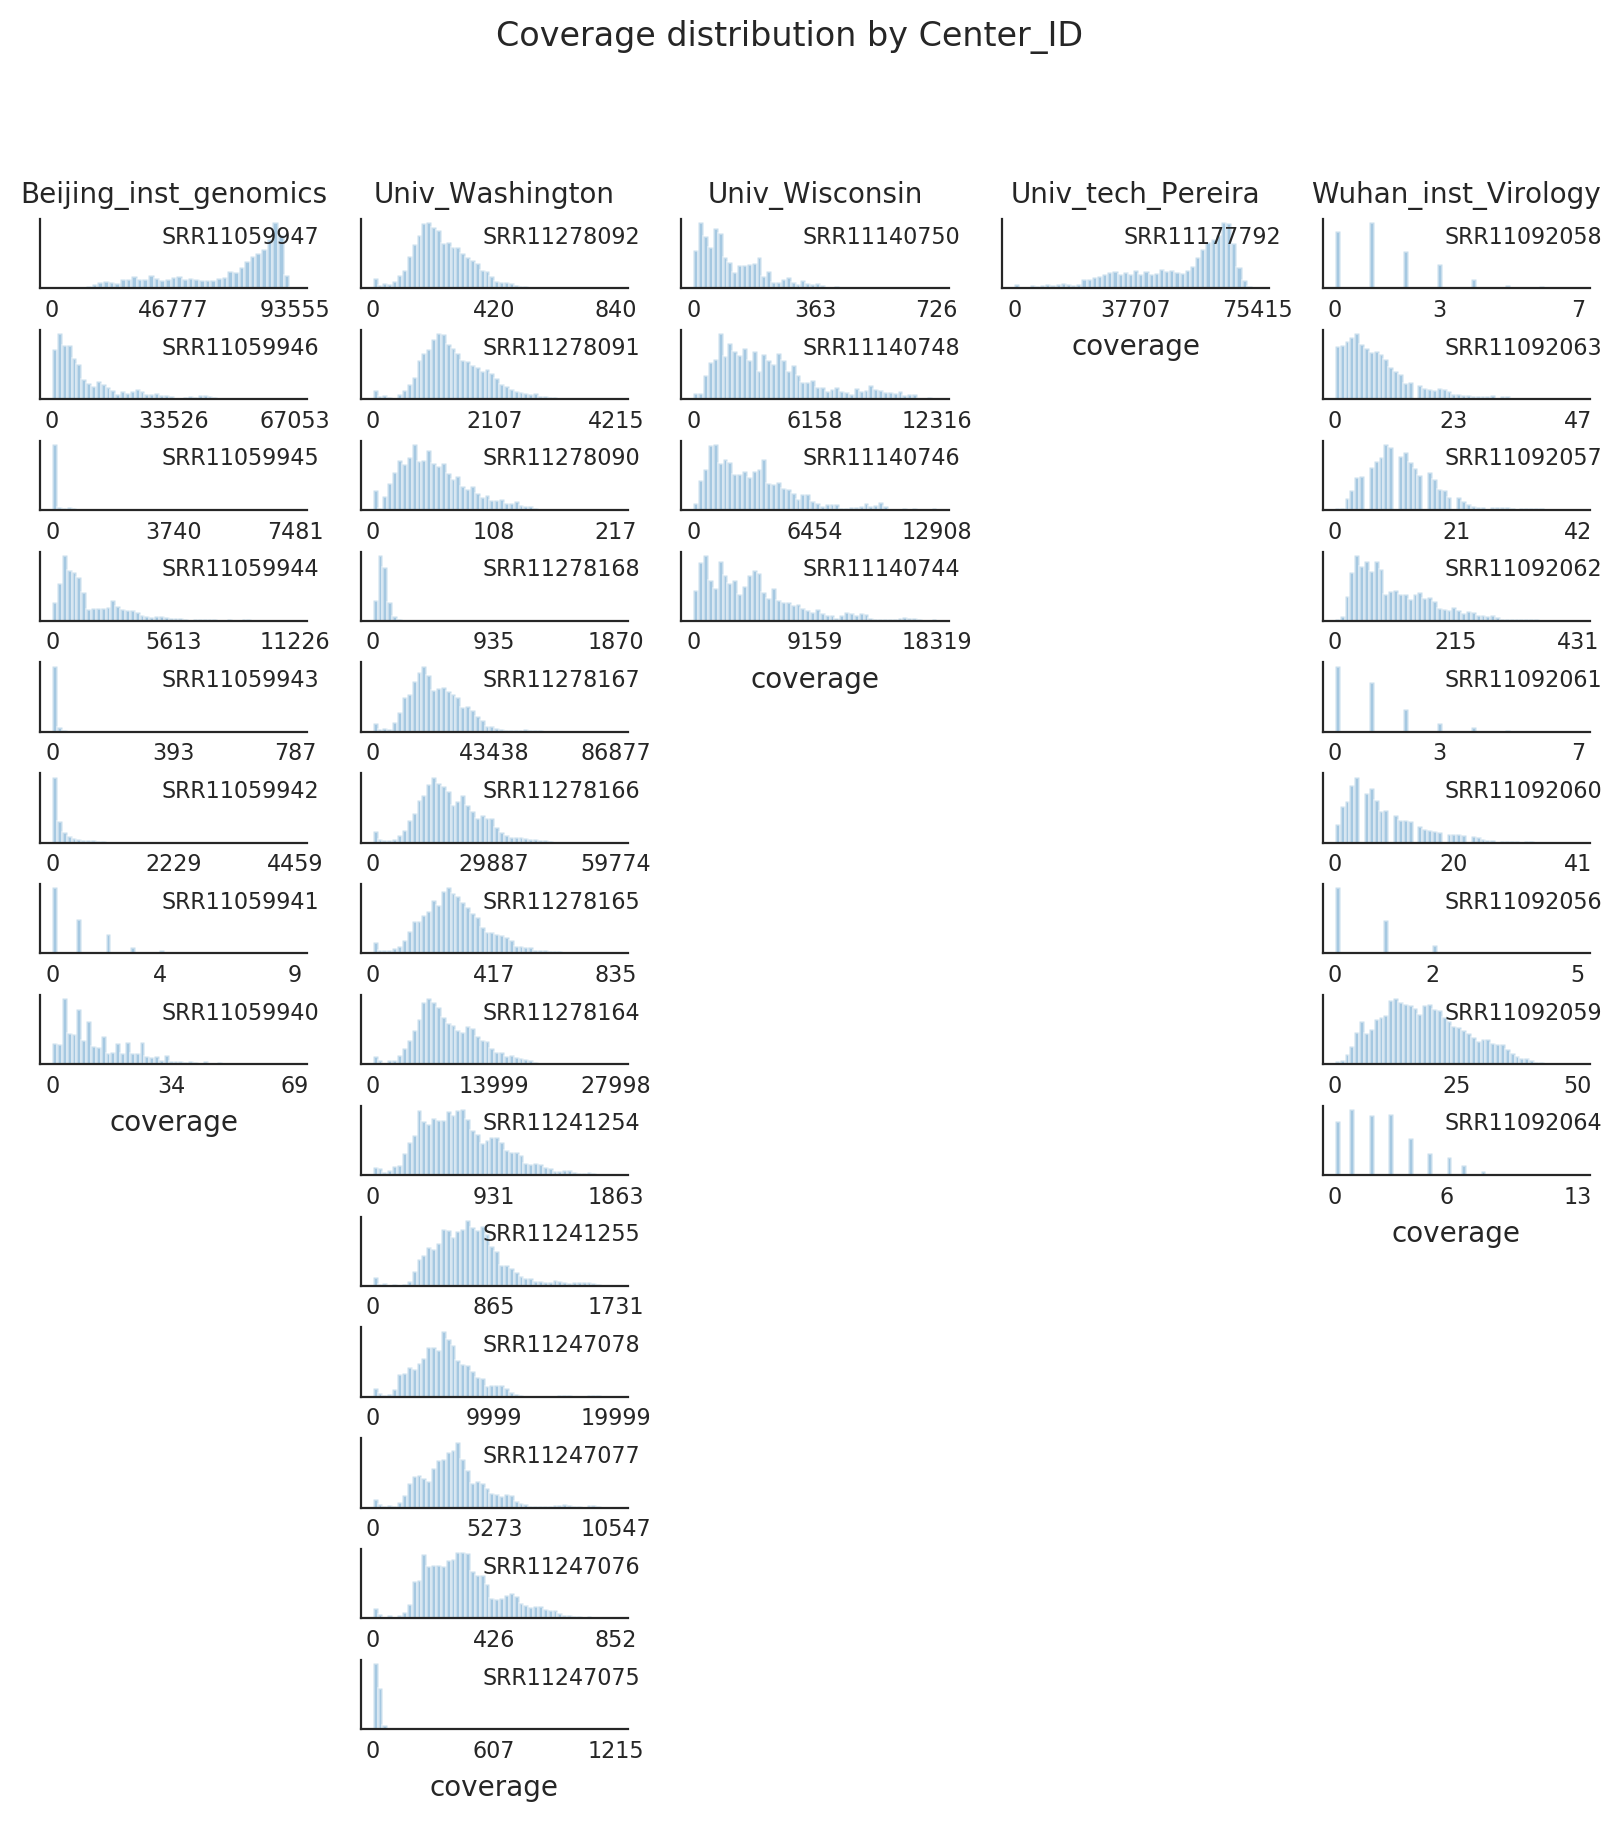 Coverage distribution by Center_ID
Beijing_inst_genomics
SRR11059947
0 46777 93555
SRR11059946
0 33526 67053
SRR11059945
0 3740 7481
SRR11059944
0 5613 11226
SRR11059943
0 393 787
SRR11059942
0 2229 4459
SRR11059941
0 4 9
SRR11059940
0 34 69
coverage
Univ_Washington
SRR11278092
0 420 840
SRR11278091
0 2107 4215
SRR11278090
0 108 217
SRR11278168
0 935 1870
SRR11278167
0 43438 86877
SRR11278166
0 29887 59774
SRR11278165
0 417 835
SRR11278164
0 13999 27998
SRR11241254
0 931 1863
SRR11241255
0 865 1731
SRR11247078
0 9999 19999
SRR11247077
0 5273 10547
SRR11247076
0 426 852
SRR11247075
0 607 1215
coverage
Univ_Wisconsin
SRR11140750
0 363 726
SRR11140748
0 6158 12316
SRR11140746
0 6454 12908
SRR11140744
0 9159 18319
coverage
Univ_tech_Pereira
SRR11177792
0 37707 75415
coverage
Wuhan_inst_Virology
SRR11092058
0 3 7
SRR11092063
0 23 47
SRR11092057
0 21 42
SRR11092062
0 215 431
SRR11092061
0 3 7
SRR11092060
0 20 41
SRR11092056
0 2 5
SRR11092059
0 25 50
SRR11092064
0 6 13
coverage